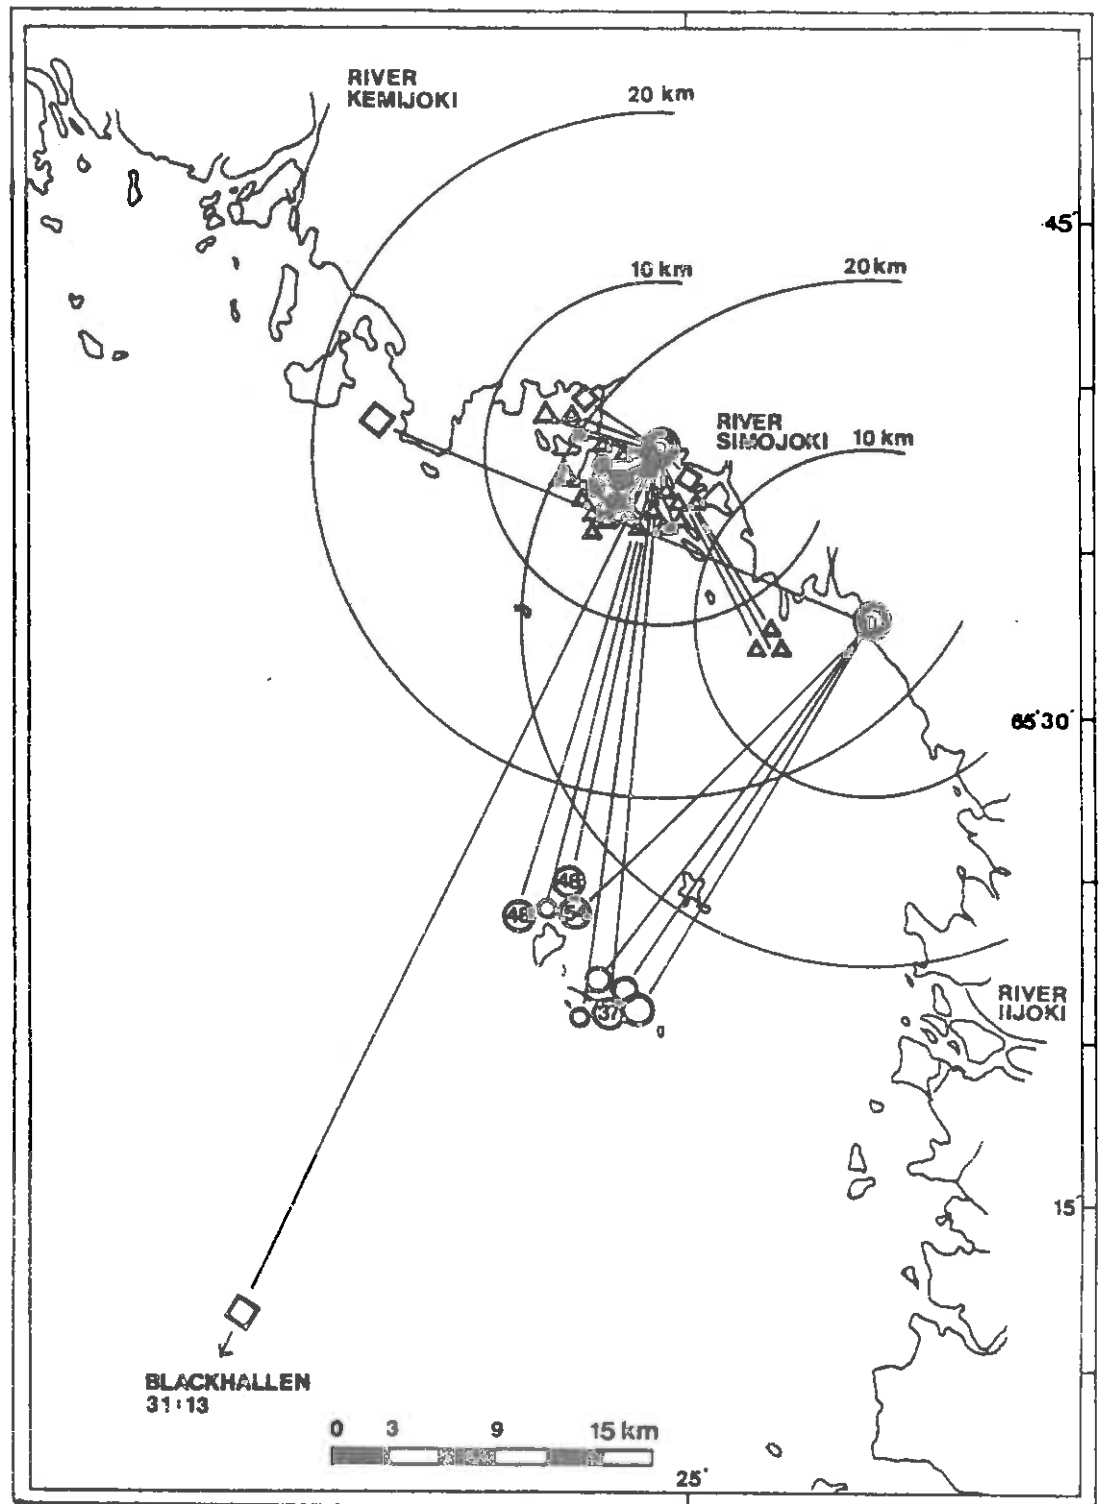 RIVER
KEMIJOKI
20 km
45'
10 km
20 km
RIVER
SIMOJOKI
10 km
65°30'
48
48
54
37
RIVER
IIJOKI
15'
BLACKHALLEN
31:13
0 3 9 15 km
25°